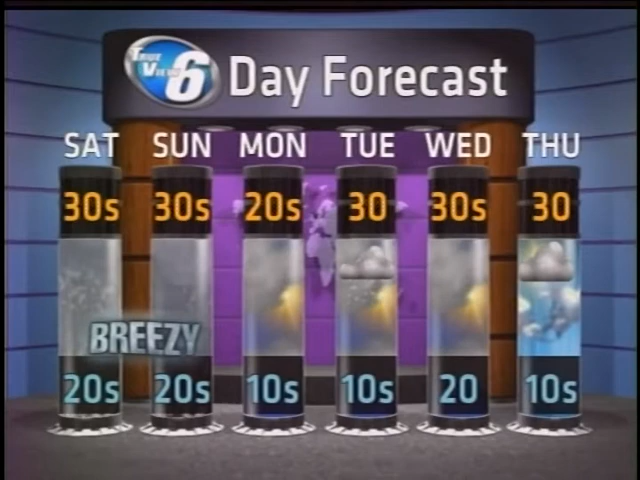 TRUE VIEW 6 Day Forecast
SAT SUN MON TUE WED THU
30s 30s 20s 30 30s 30
BREEZY
20s 20s 10s 10s 20 10s